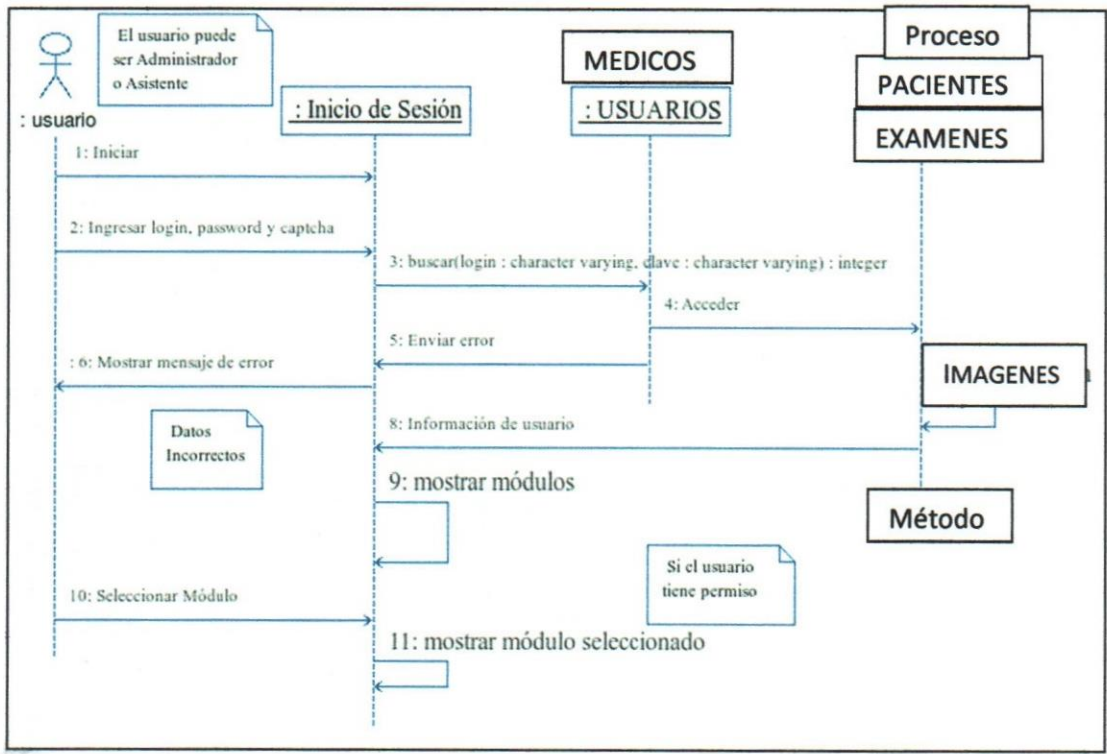 El usuario puede
ser Administrador
o Asistente
: usuario
: Inicio de Sesión
MEDICOS
: USUARIOS
Proceso
PACIENTES
EXAMENES
1: Iniciar
2: Ingresar login, password y captcha
3: buscar(login : character varying, clave : character varying) : integer
4: Acceder
5: Enviar error
: 6: Mostrar mensaje de error
IMAGENES
Datos
Incorrectos
8: Información de usuario
9: mostrar módulos
Método
Si el usuario
tiene permiso
10: Seleccionar Módulo
11: mostrar módulo seleccionado